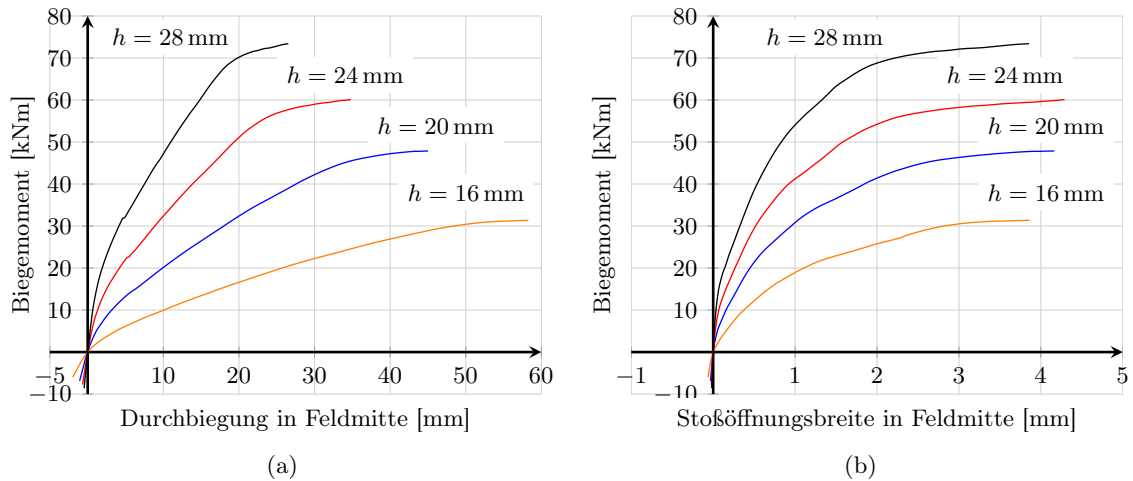 80
70
60
50
40
30
20
10
−10
−5
10
20
30
40
50
60
Biegemoment [kNm]
Durchbiegung in Feldmitte [mm]
h = 28 mm
h = 24 mm
h = 20 mm
h = 16 mm
(a)
80
70
60
50
40
30
20
10
−10
−1
1
2
3
4
5
Biegemoment [kNm]
Stoßöffnungsbreite in Feldmitte [mm]
h = 28 mm
h = 24 mm
h = 20 mm
h = 16 mm
(b)